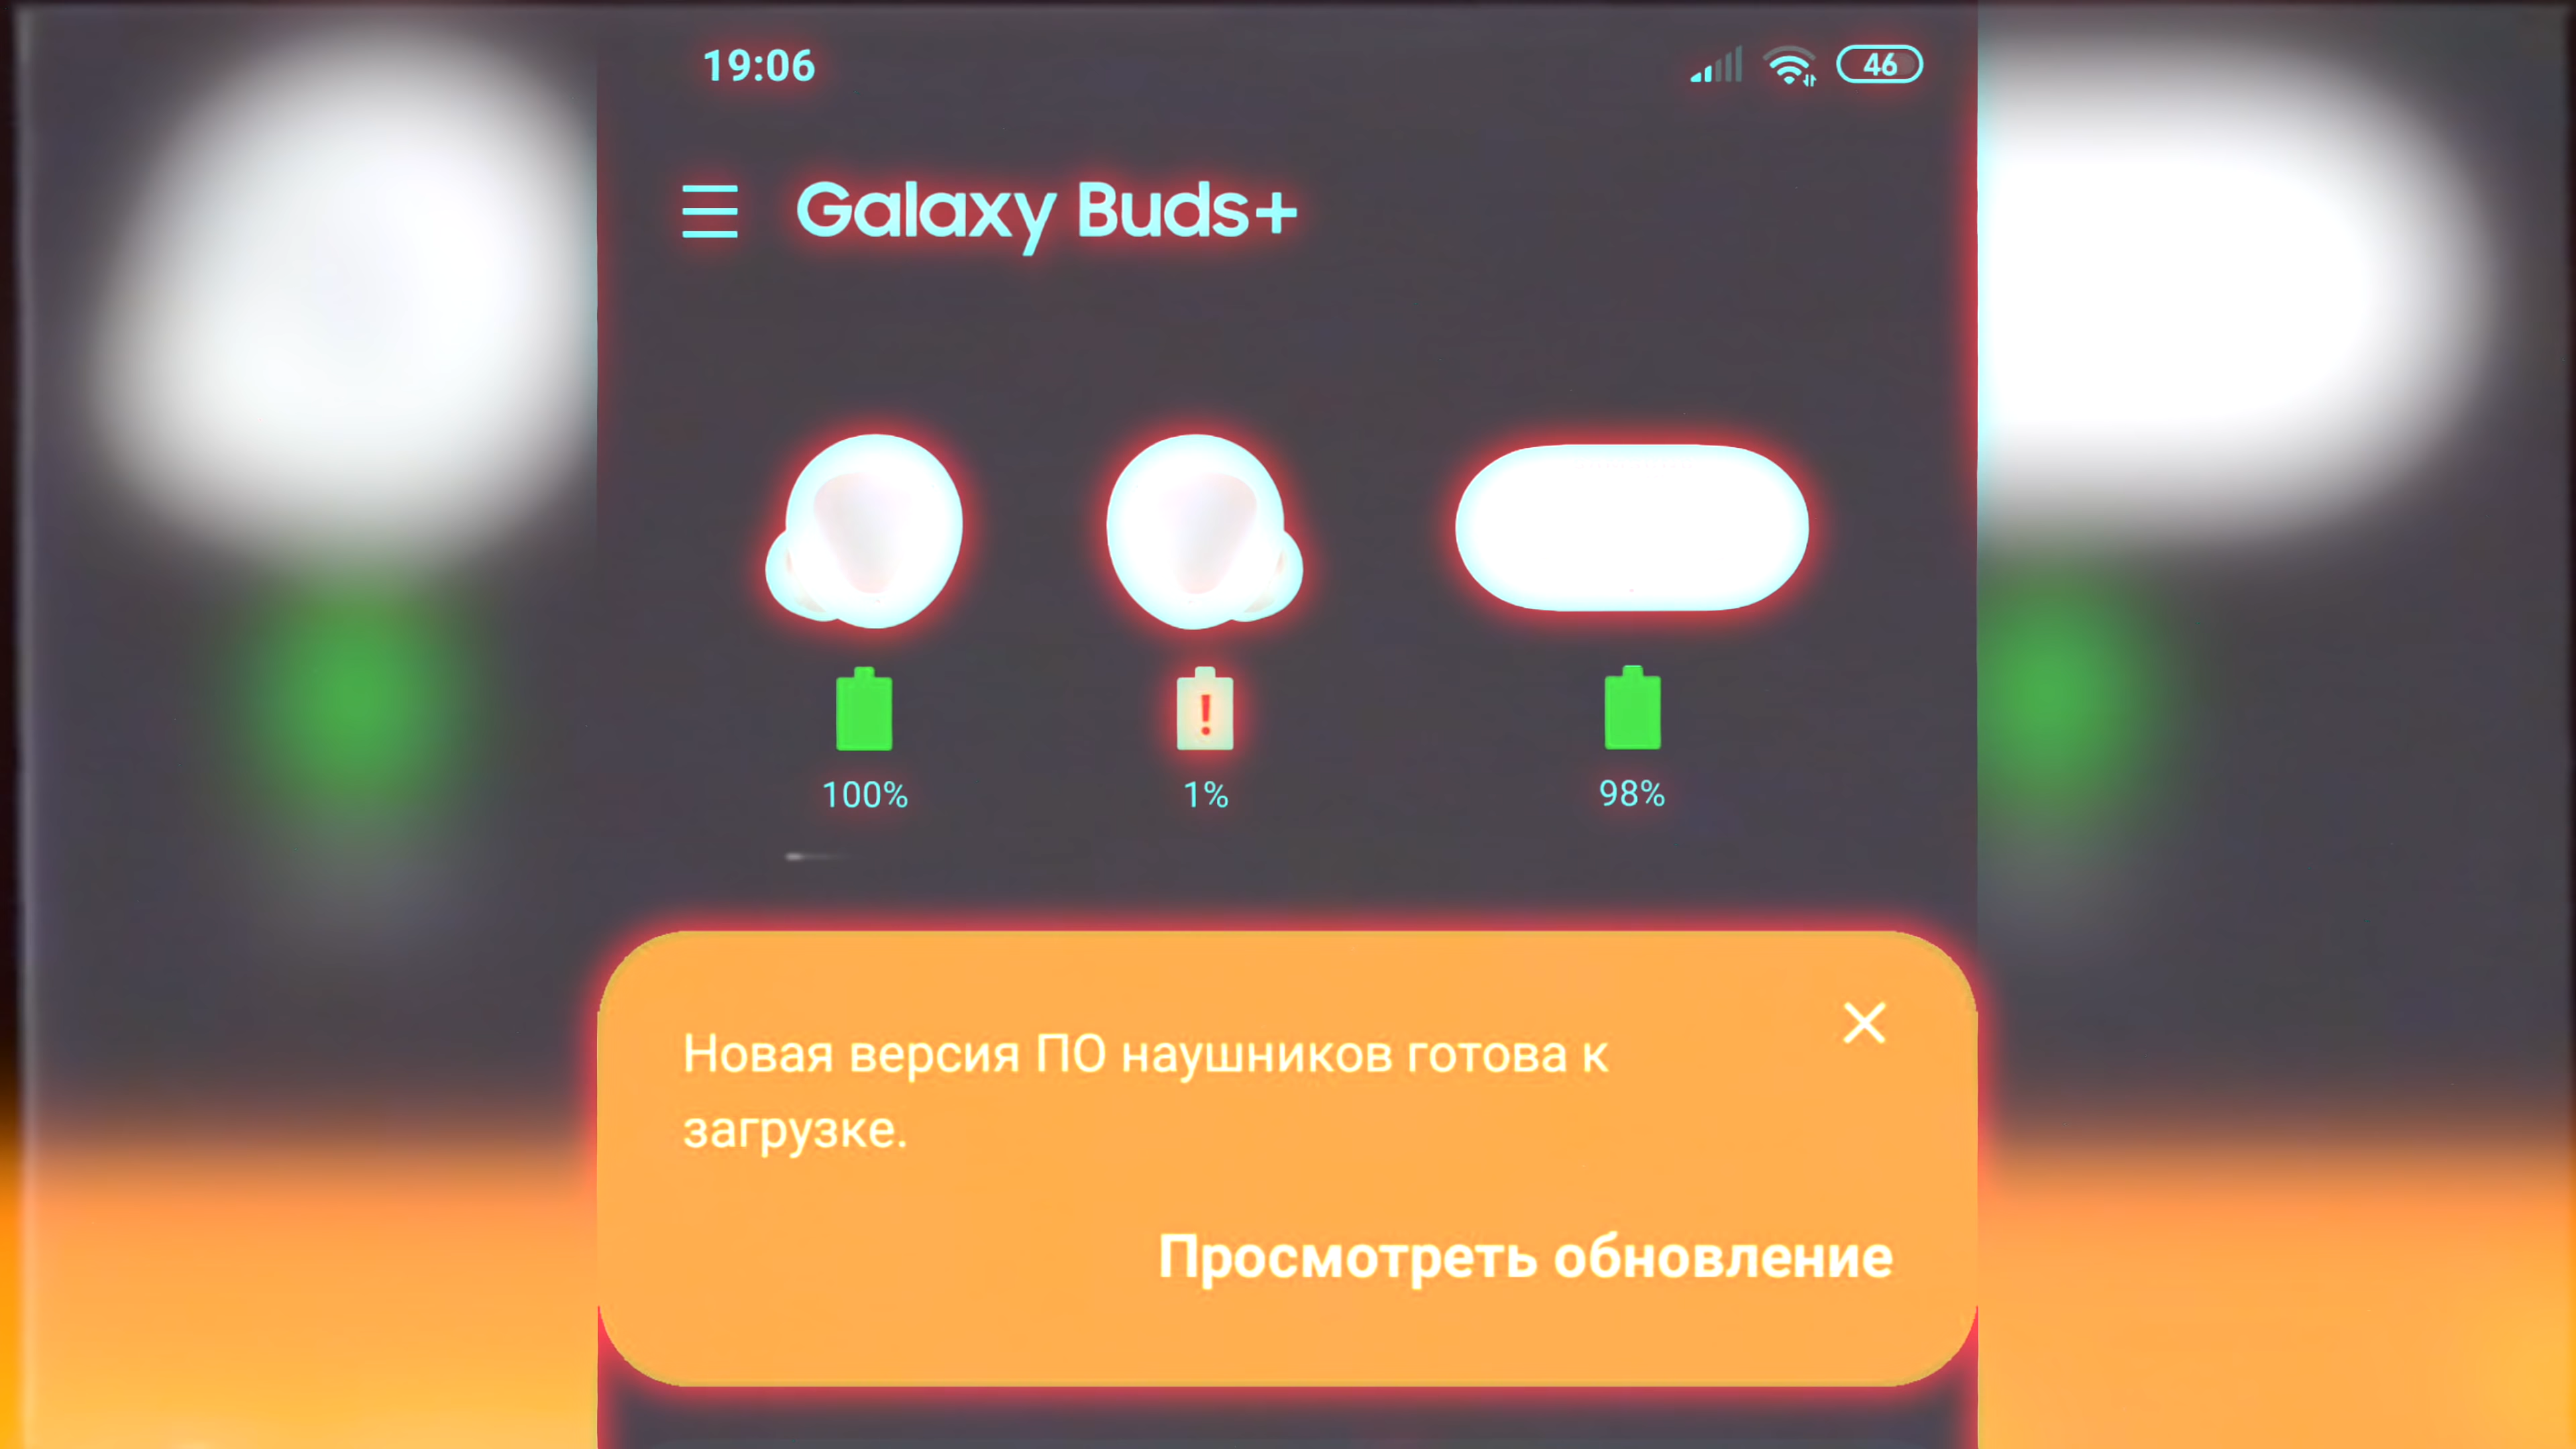 19:06 46
Galaxy Buds+
100% 1% 98%
Новая версия ПО наушников готова к
загрузке.
Просмотреть обновление